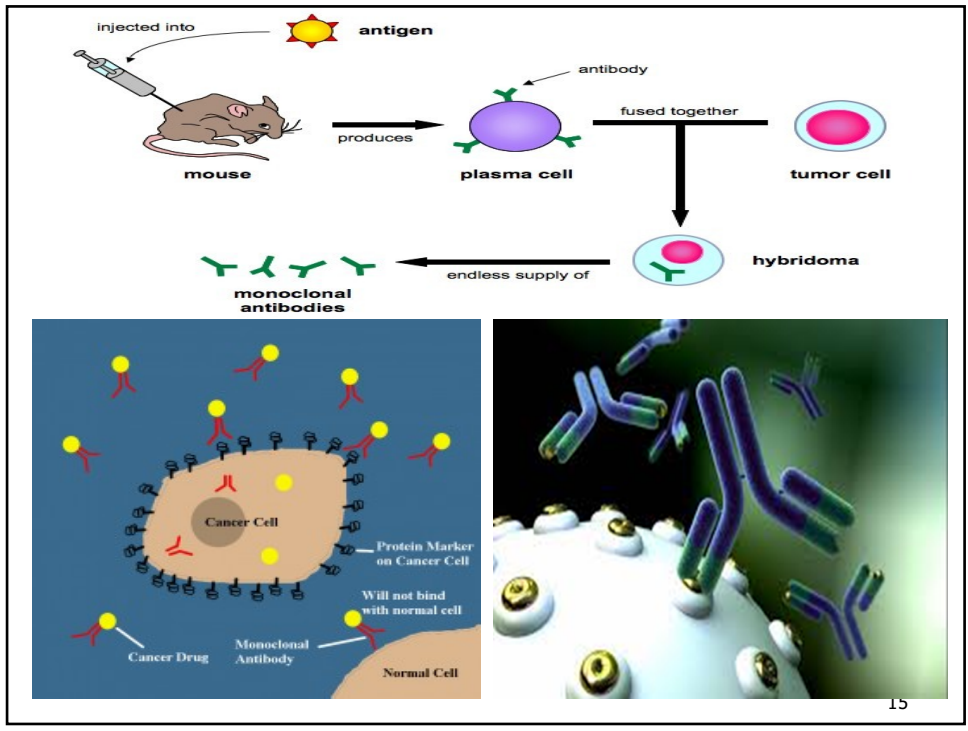 injected into
antigen
antibody
fused together
produces
mouse
plasma cell
tumor cell
hybridoma
endless supply of
monoclonal
antibodies
Cancer Cell
Protein Marker
on Cancer Cell
Will not bind
with normal cell
Cancer Drug
Monoclonal
Antibody
Normal Cell
15